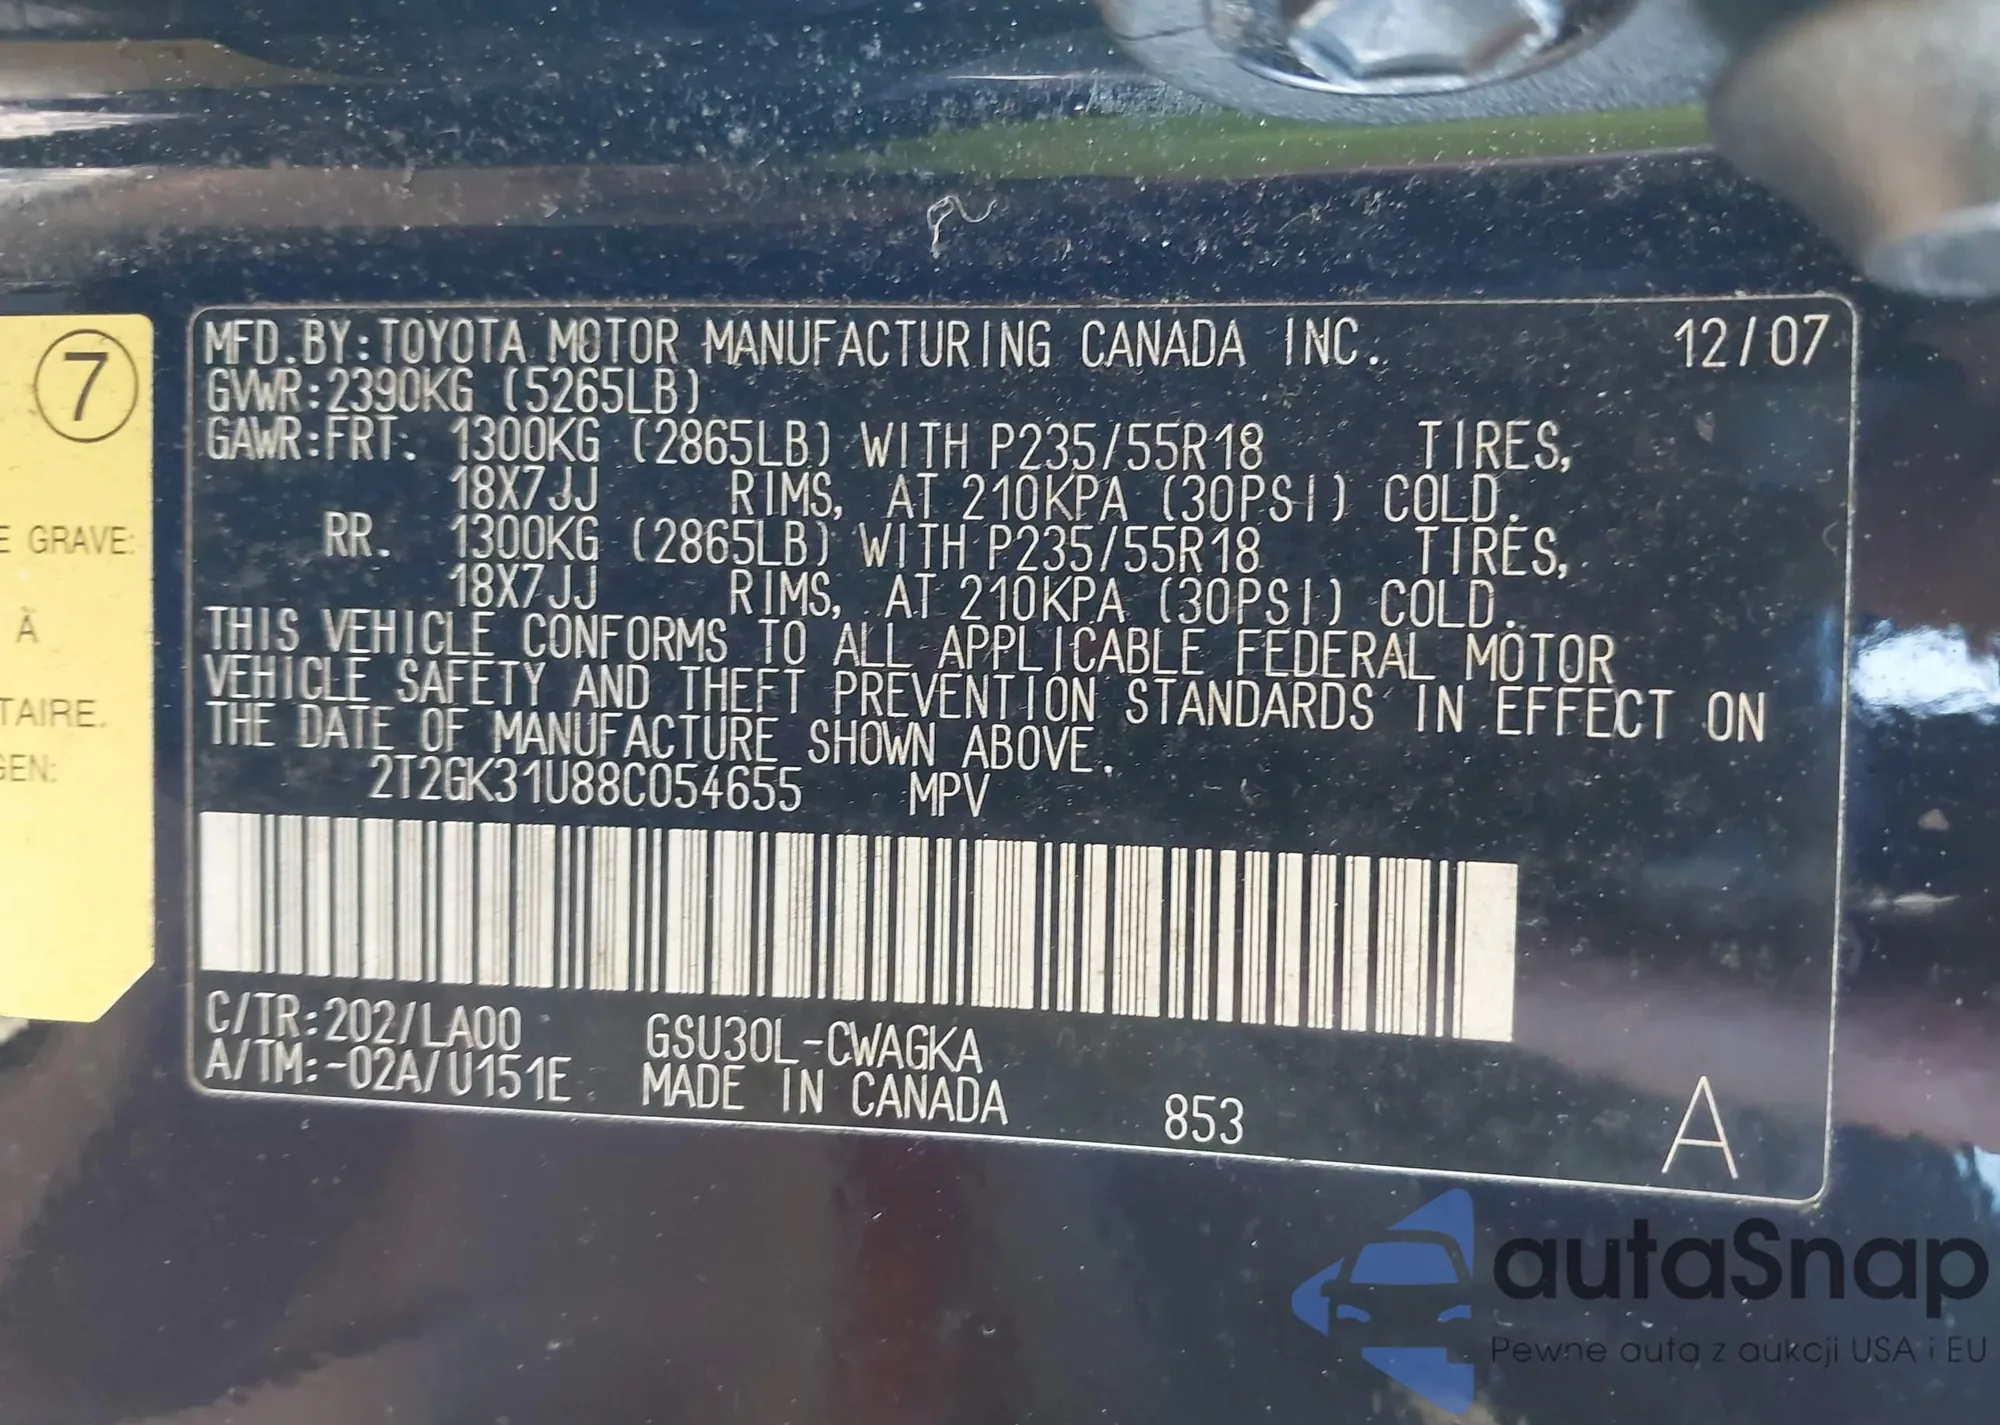 7
E GRAVE:
Ã
TAIRE.
GEN:
MFD.BY:TOYOTA MOTOR MANUFACTURING CANADA INC. 12/07
GVWR:2390KG (5265LB)
GAWR:FRT. 1300KG (2865LB) WITH P235/55R18 TIRES,
18X7JJ RIMS, AT 210KPA (30PSI) COLD.
RR. 1300KG (2865LB) WITH P235/55R18 TIRES,
18X7JJ RIMS, AT 210KPA (30PSI) COLD.
THIS VEHICLE CONFORMS TO ALL APPLICABLE FEDERAL MOTOR
VEHICLE SAFETY AND THEFT PREVENTION STANDARDS IN EFFECT ON
THE DATE OF MANUFACTURE SHOWN ABOVE.
2T2GK31U88C054655 MPV
C/TR:202/LA00 GSU30L-CWAGKA
A/TM:-02A/U151E MADE IN CANADA 853 A
autaSnap
Pewne auta z aukcji USA i EU